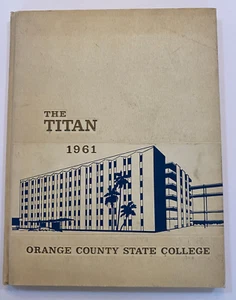 THE
TITAN
1961
ORANGE COUNTY STATE COLLEGE